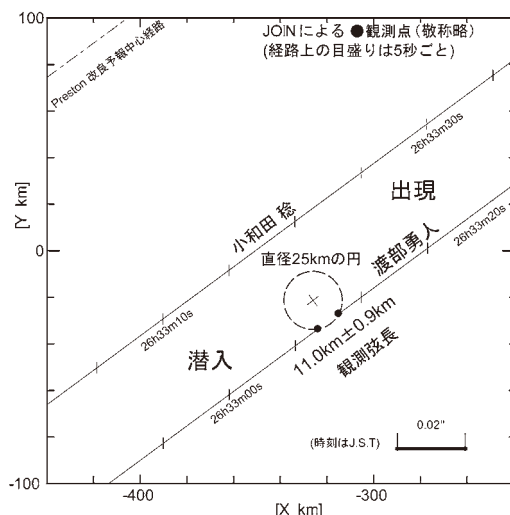 100
JOINによる ●観測点(敬称略)
(経路上の目盛りは5秒ごと)
Preston 改良予報中心経路
26h33m30s
出現
小和田 稔
渡部勇人
26h33m20s
[Y km]
0
直径25kmの円
26h33m10s
11.0km±0.9km
観測弦長
潜入
26h33m00s
0.02"
(時刻はJ.S.T)
-100
-400
-300
[X km]